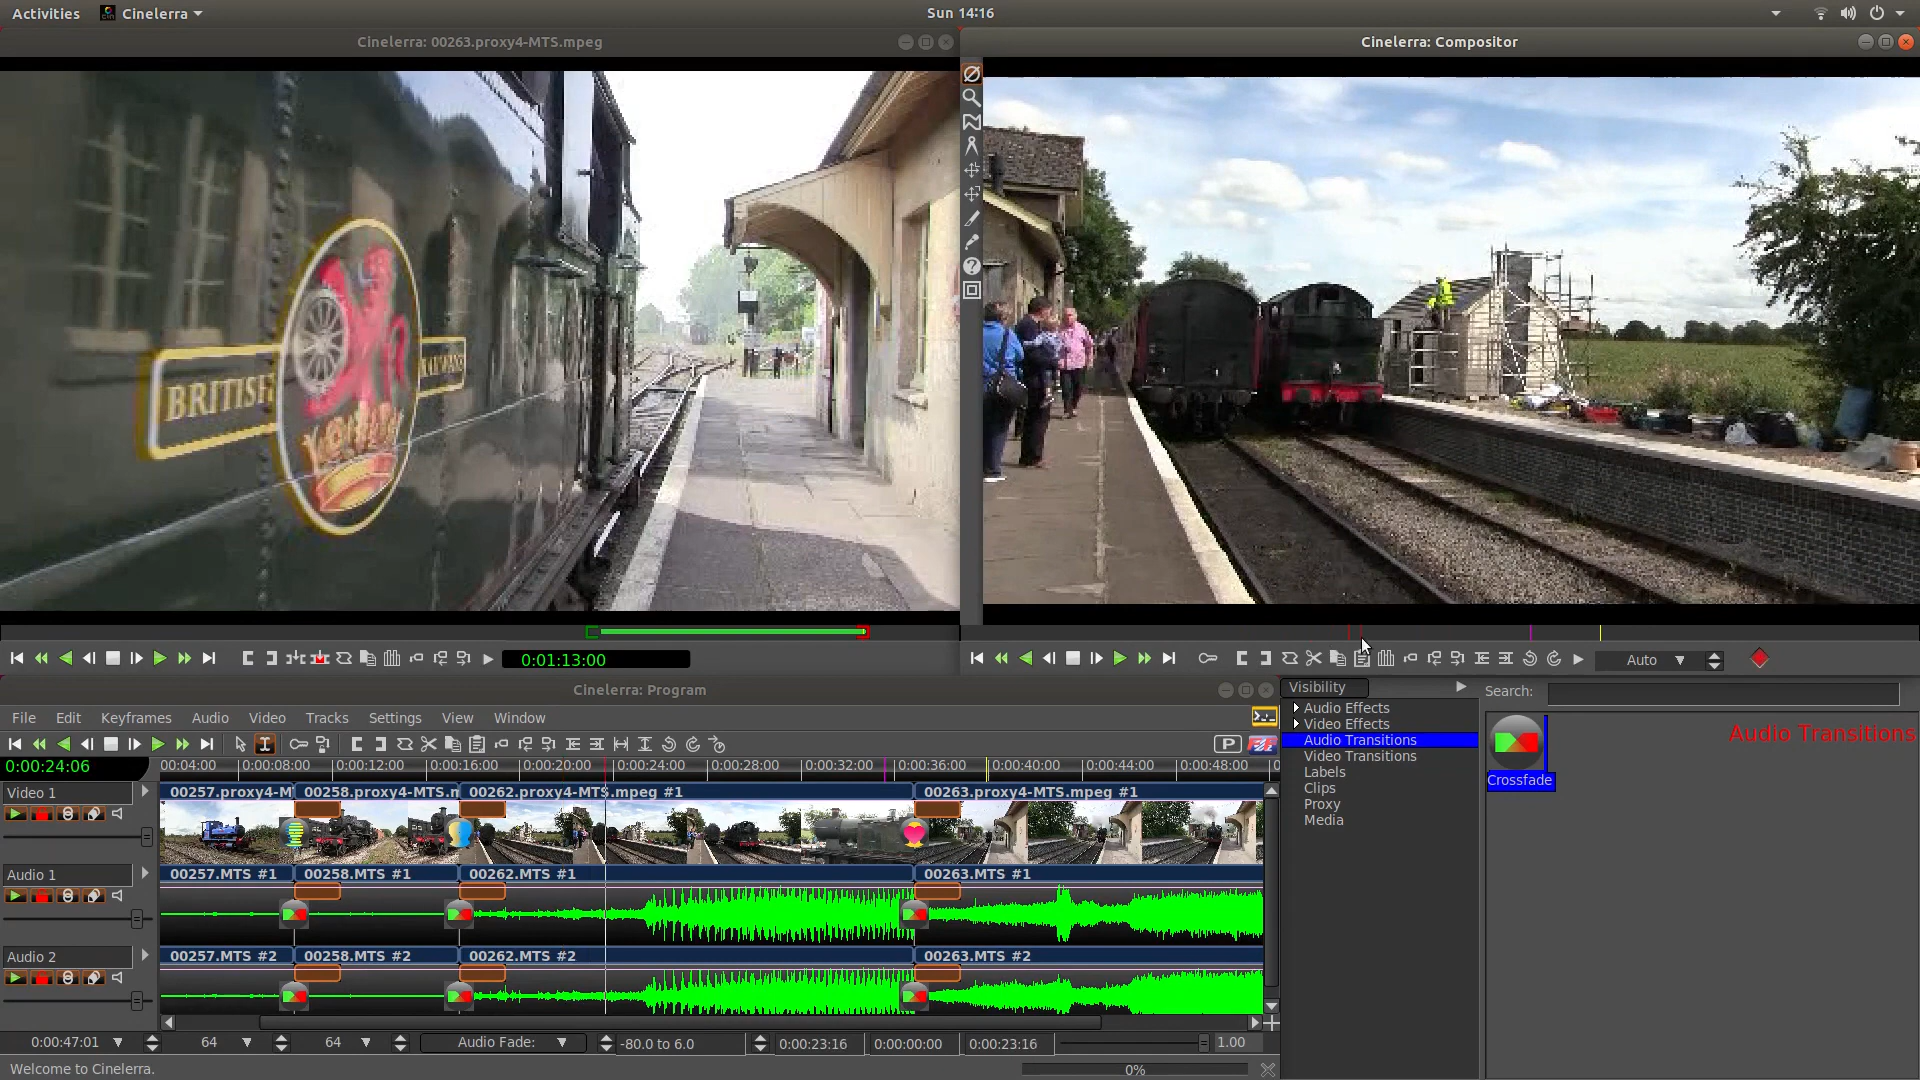 Activities Cinelerra Sun 14:16
Cinelerra: 00263.proxy4-MTS.mpeg
Cinelerra: Compositor
BRITISH
0:01:13:00
Auto
Cinelerra: Program
File Edit Keyframes Audio Video Tracks Settings View Window
P
0:00:24:06
00:04:00 0:00:08:00 0:00:12:00 0:00:16:00 0:00:20:00 0:00:24:00 0:00:28:00 0:00:32:00 0:00:36:00 0:00:40:00 0:00:44:00 0:00:48:00 0
Video 1
00257.proxy4-M 00258.proxy4-MTS.m 00262.proxy4-MTS.mpeg #1 00263.proxy4-MTS.mpeg #1
Audio 1
00257.MTS #1 00258.MTS #1 00262.MTS #1 00263.MTS #1
Audio 2
00257.MTS #2 00258.MTS #2 00262.MTS #2 00263.MTS #2
0:00:47:01 64 64 Audio Fade: -80.0 to 6.0 0:00:23:16 0:00:00:00 0:00:23:16 1.00
Welcome to Cinelerra. 0%
Visibility
Audio Effects
Video Effects
Audio Transitions
Video Transitions
Labels
Clips
Proxy
Media
Search:
Audio Transitions
Crossfade